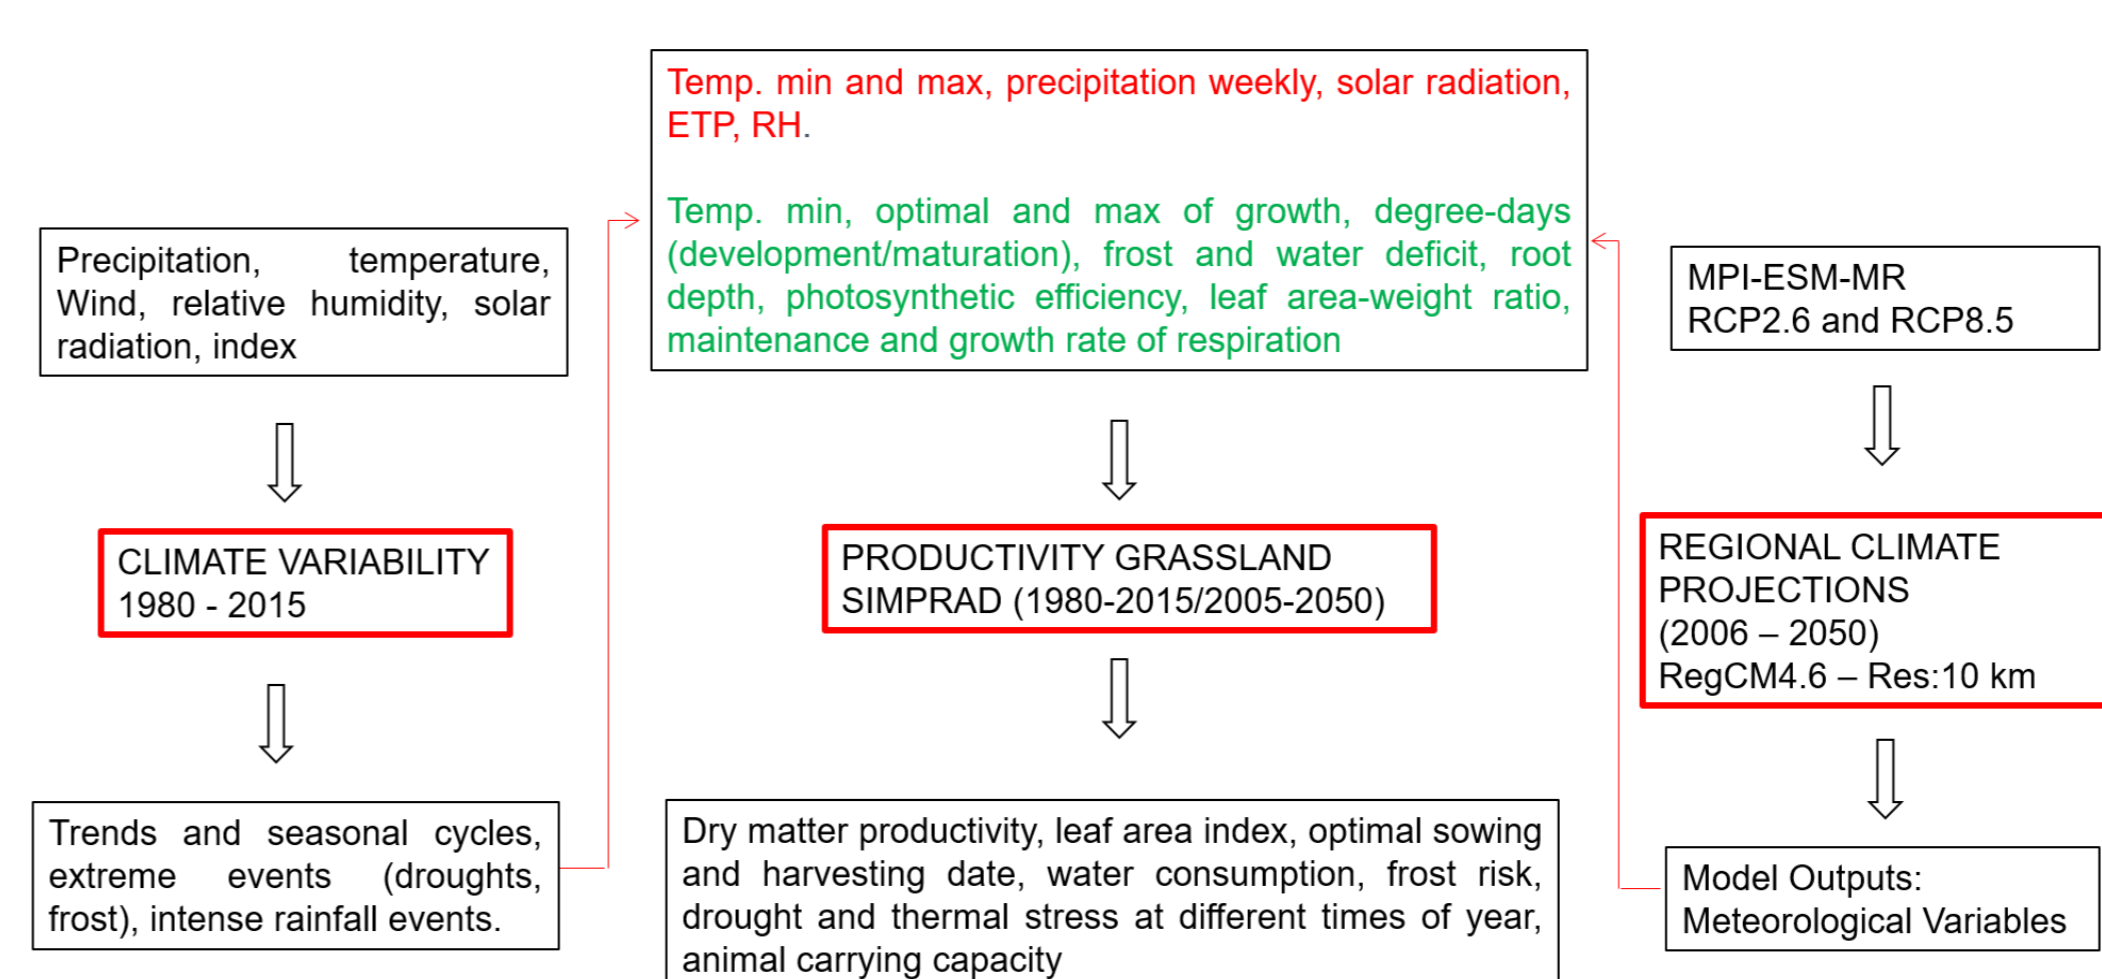 Precipitation, temperature,
Wind, relative humidity, solar
radiation, index
CLIMATE VARIABILITY
1980 - 2015
Trends and seasonal cycles,
extreme events (droughts,
frost), intense rainfall events.
Temp. min and max, precipitation weekly, solar radiation,
ETP, RH.
Temp. min, optimal and max of growth, degree-days
(development/maturation), frost and water deficit, root
depth, photosynthetic efficiency, leaf area-weight ratio,
maintenance and growth rate of respiration
PRODUCTIVITY GRASSLAND
SIMPRAD (1980-2015/2005-2050)
Dry matter productivity, leaf area index, optimal sowing
and harvesting date, water consumption, frost risk,
drought and thermal stress at different times of year,
animal carrying capacity
MPI-ESM-MR
RCP2.6 and RCP8.5
REGIONAL CLIMATE
PROJECTIONS
(2006 – 2050)
RegCM4.6 – Res:10 km
Model Outputs:
Meteorological Variables